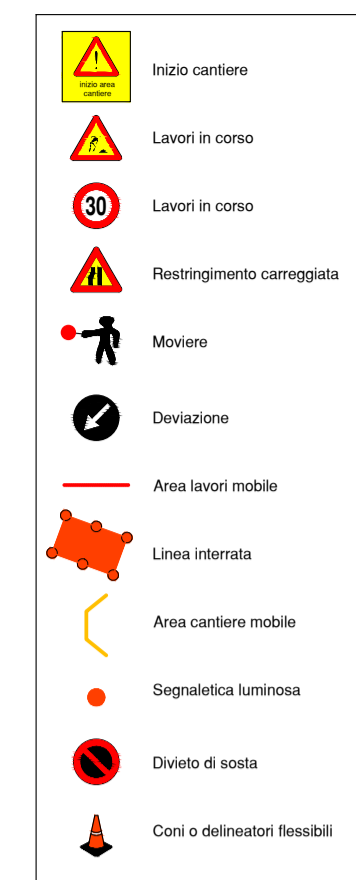 inizio area
cantiere
Inizio cantiere
Lavori in corso
30
Lavori in corso
Restringimento carreggiata
Moviere
Deviazione
Area lavori mobile
Linea interrata
Area cantiere mobile
Segnaletica luminosa
Divieto di sosta
Coni o delineatori flessibili